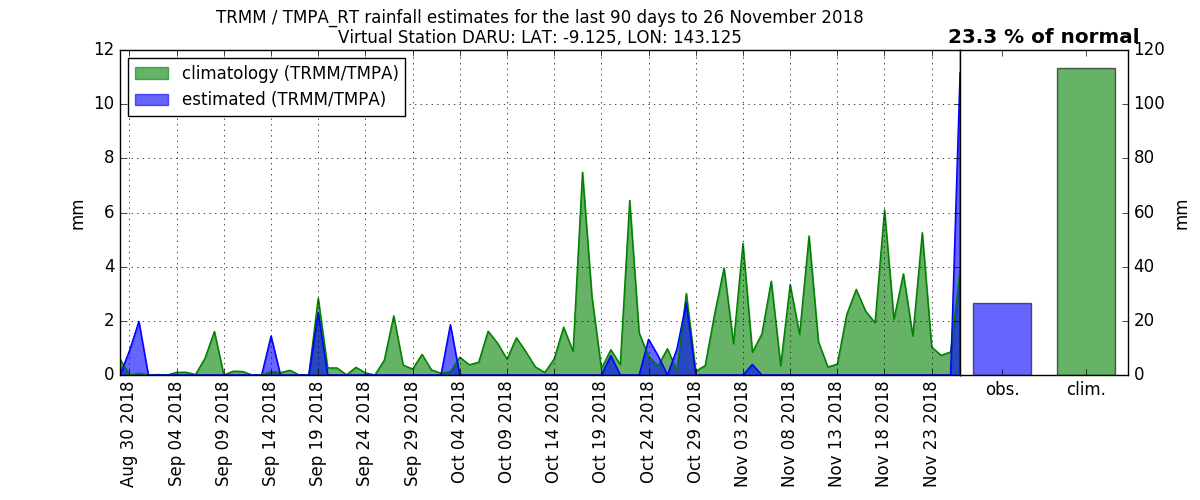 TRMM / TMPA_RT rainfall estimates for the last 90 days to 26 November 2018
Virtual Station DARU: LAT: -9.125, LON: 143.125
23.3 % of normal
climatology (TRMM/TMPA)
estimated (TRMM/TMPA)
12
10
8
6
4
2
0
mm
120
100
80
60
40
20
0
mm
obs.
clim.
Aug 30 2018
Sep 04 2018
Sep 09 2018
Sep 14 2018
Sep 19 2018
Sep 24 2018
Sep 29 2018
Oct 04 2018
Oct 09 2018
Oct 14 2018
Oct 19 2018
Oct 24 2018
Oct 29 2018
Nov 03 2018
Nov 08 2018
Nov 13 2018
Nov 18 2018
Nov 23 2018